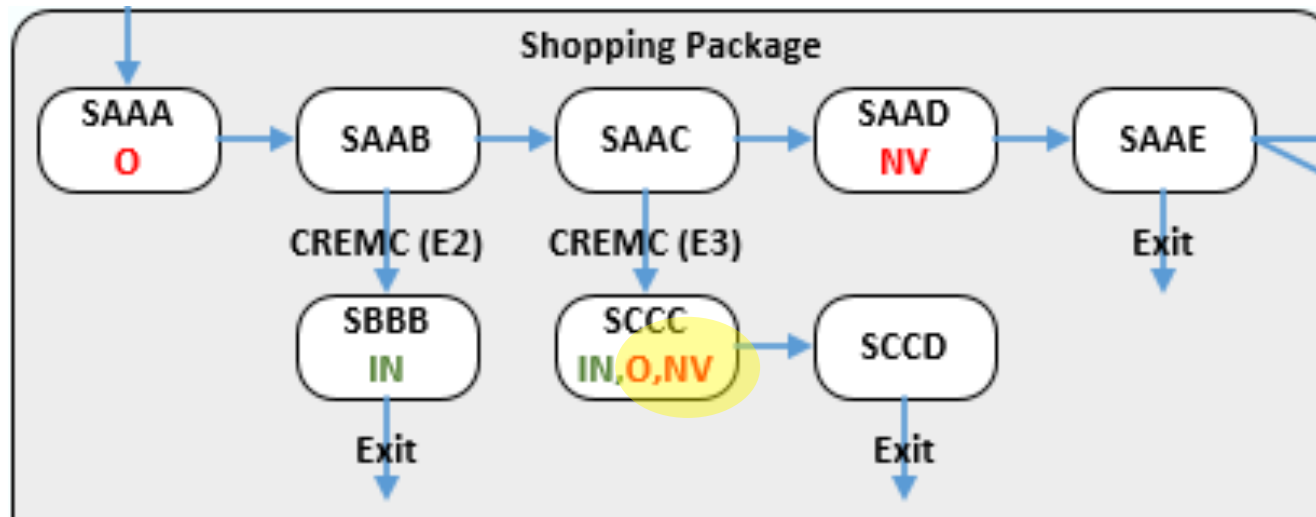 Shopping Package
SAAA
O
SAAB
SAAC
SAAD
NV
SAAE
CREMC (E2)
CREMC (E3)
Exit
SBBB
IN
SCCC
IN,O,NV
SCCD
Exit
Exit